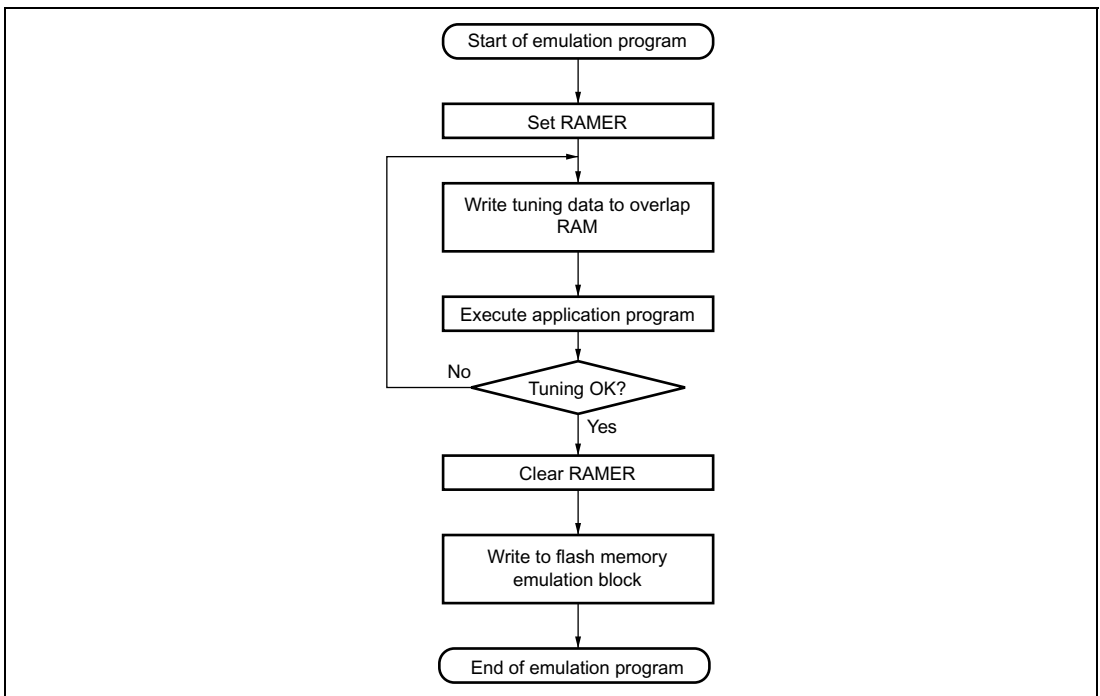 Start of emulation program
Set RAMER
Write tuning data to overlap
RAM
Execute application program
No
Tuning OK?
Yes
Clear RAMER
Write to flash memory
emulation block
End of emulation program